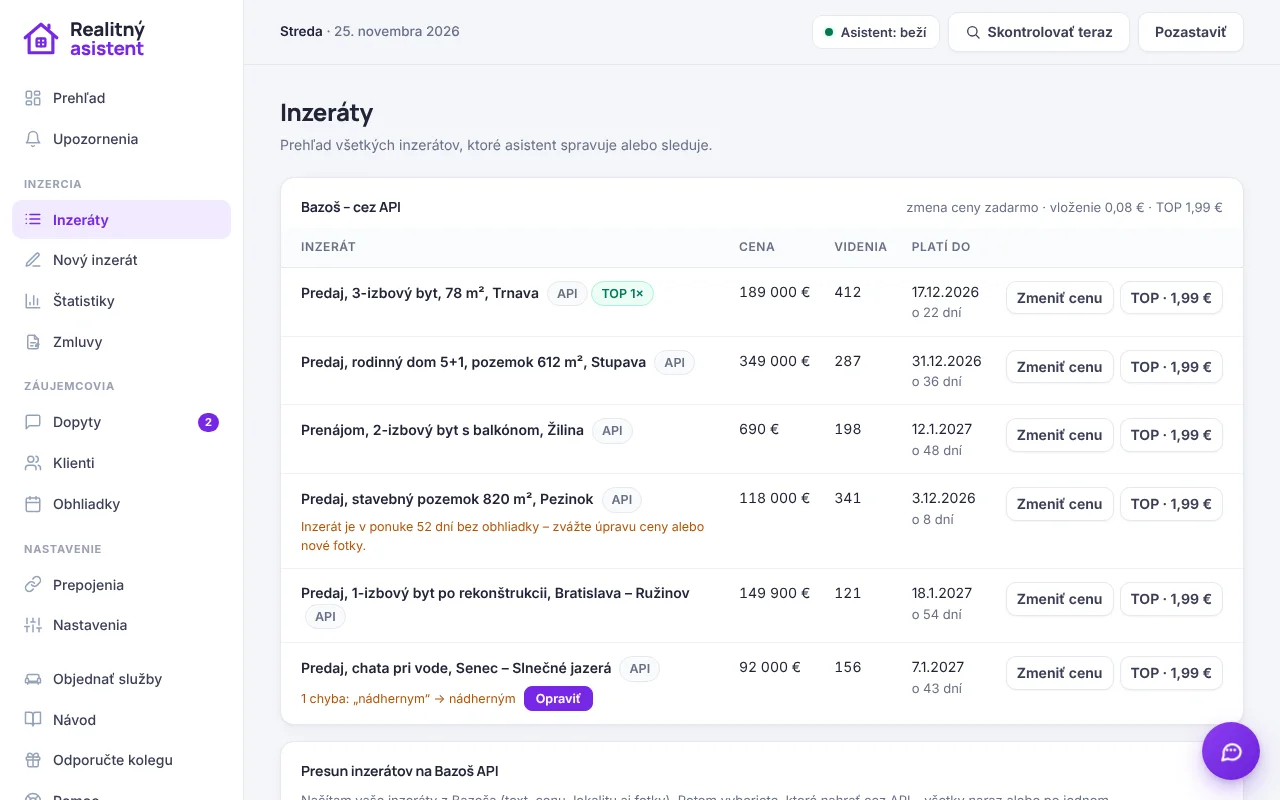 Realitný
asistent
Prehľad
Upozornenia
INZERCIA
Inzeráty
Nový inzerát
Štatistiky
Zmluvy
ZÁUJEMCOVIA
Dopyty 2
Klienti
Obhliadky
NASTAVENIE
Prepojenia
Nastavenia
Objednať služby
Návod
Odporučte kolegu
Streda · 25. novembra 2026
Asistent: beží
Skontrolovať teraz
Pozastaviť
Inzeráty
Prehľad všetkých inzerátov, ktoré asistent spravuje alebo sleduje.
Bazoš – cez API
zmena ceny zadarmo · vloženie 0,08 € · TOP 1,99 €
INZERÁT CENA VIDENIA PLATÍ DO
Predaj, 3-izbový byt, 78 m², Trnava API TOP 1× 189 000 € 412 17.12.2026 Zmeniť cenu TOP · 1,99 €
o 22 dní
Predaj, rodinný dom 5+1, pozemok 612 m², Stupava API 349 000 € 287 31.12.2026 Zmeniť cenu TOP · 1,99 €
o 36 dní
Prenájom, 2-izbový byt s balkónom, Žilina API 690 € 198 12.1.2027 Zmeniť cenu TOP · 1,99 €
o 48 dní
Predaj, stavebný pozemok 820 m², Pezinok API 118 000 € 341 3.12.2026 Zmeniť cenu TOP · 1,99 €
o 8 dní
Inzerát je v ponuke 52 dní bez obhliadky – zvážte úpravu ceny alebo
nové fotky.
Predaj, 1-izbový byt po rekonštrukcii, Bratislava – Ružinov 149 900 € 121 18.1.2027 Zmeniť cenu TOP · 1,99 €
API o 54 dní
Predaj, chata pri vode, Senec – Slnečné jazerá API 92 000 € 156 7.1.2027 Zmeniť cenu TOP · 1,99 €
o 43 dní
1 chyba: „nádhernym“ → nádherným Opraviť
Presun inzerátov na Bazoš API